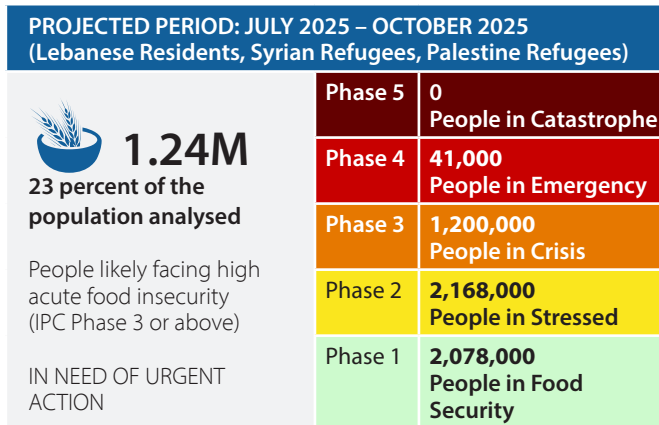 PROJECTED PERIOD: JULY 2025 – OCTOBER 2025
(Lebanese Residents, Syrian Refugees, Palestine Refugees)
1.24M
23 percent of the
population analysed
People likely facing high
acute food insecurity
(IPC Phase 3 or above)
IN NEED OF URGENT
ACTION
Phase 5
0
People in Catastrophe
Phase 4
41,000
People in Emergency
Phase 3
1,200,000
People in Crisis
Phase 2
2,168,000
People in Stressed
Phase 1
2,078,000
People in Food
Security